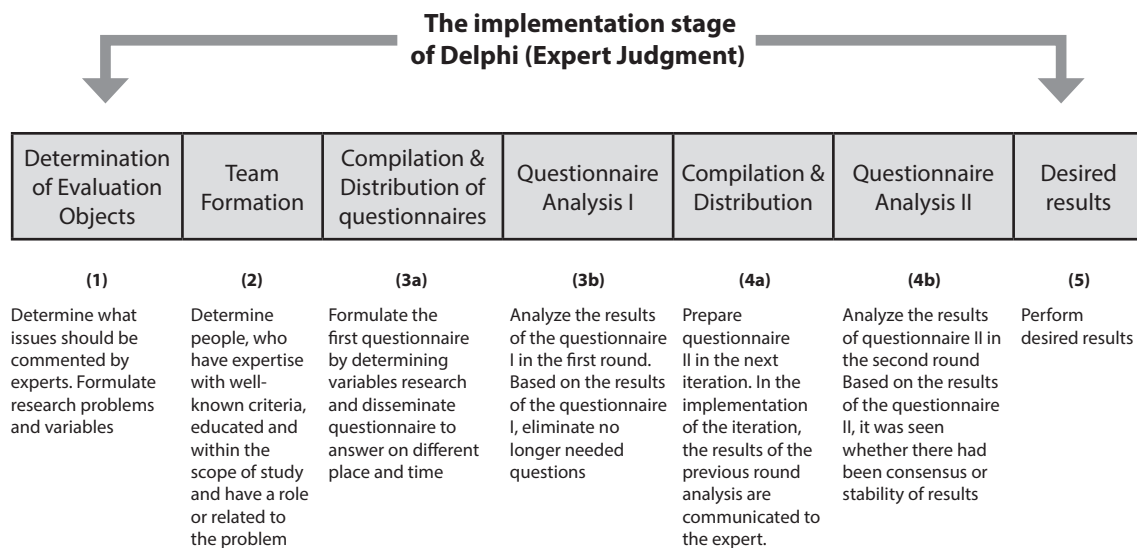 The implementation stage
of Delphi (Expert Judgment)
Determination
of Evaluation
Objects
Team
Formation
Compilation &
Distribution of
questionnaires
Questionnaire
Analysis I
Compilation &
Distribution
Questionnaire
Analysis II
Desired
results
(1)
Determine what
issues should be
commented by
experts. Formulate
research problems
and variables
(2)
Determine
people, who
have expertise
with well-
known criteria,
educated and
within the
scope of study
and have a role
or related to
the problem
(3a)
Formulate the
first questionnaire
by determining
variables research
and disseminate
questionnaire to
answer on different
place and time
(3b)
Analyze the results
of the questionnaire
I in the first round.
Based on the results
of the questionnaire
I, eliminate no
longer needed
questions
(4a)
Prepare
questionnaire
II in the next
iteration. In the
implementation
of the iteration,
the results of the
previous round
analysis are
communicated to
the expert.
(4b)
Analyze the results
of questionnaire II in
the second round
Based on the results
of the questionnaire
II, it was seen
whether there had
been consensus or
stability of results
(5)
Perform
desired results